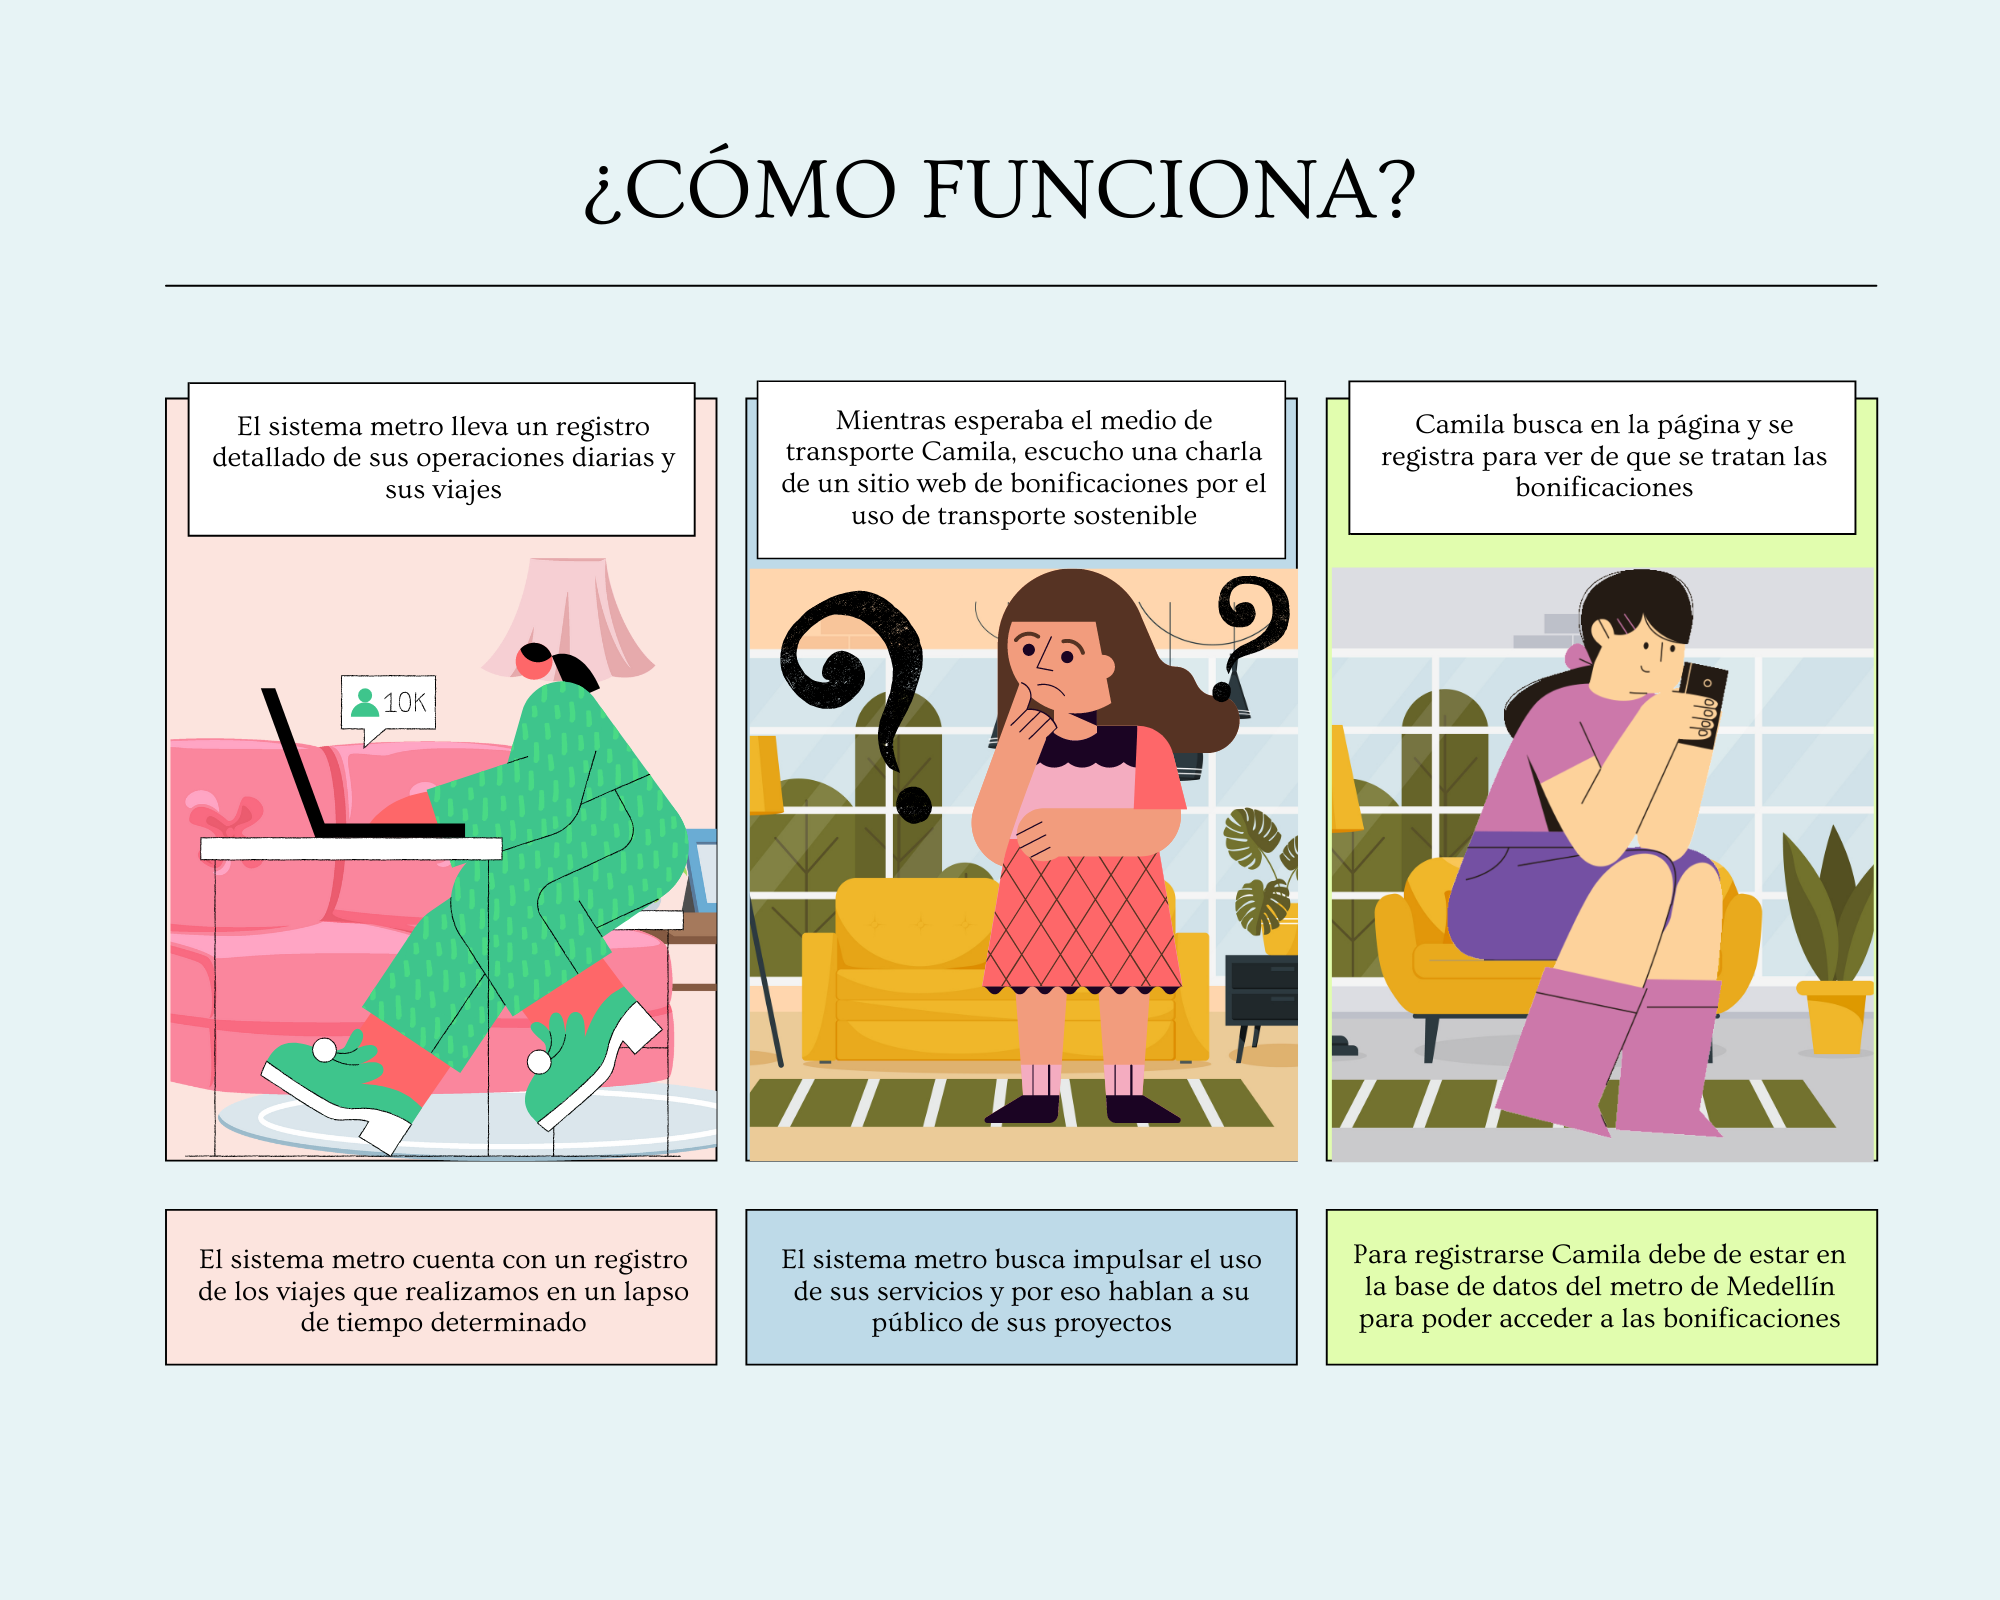 ¿CÓMO FUNCIONA?
El sistema metro lleva un registro
detallado de sus operaciones diarias y
sus viajes
Mientras esperaba el medio de
transporte Camila, escucho una charla
de un sitio web de bonificaciones por el
uso de transporte sostenible
Camila busca en la página y se
registra para ver de que se tratan las
bonificaciones
10K
?
?
El sistema metro cuenta con un registro
de los viajes que realizamos en un lapso
de tiempo determinado
El sistema metro busca impulsar el uso
de sus servicios y por eso hablan a su
público de sus proyectos
Para registrarse Camila debe de estar en
la base de datos del metro de Medellín
para poder acceder a las bonificaciones